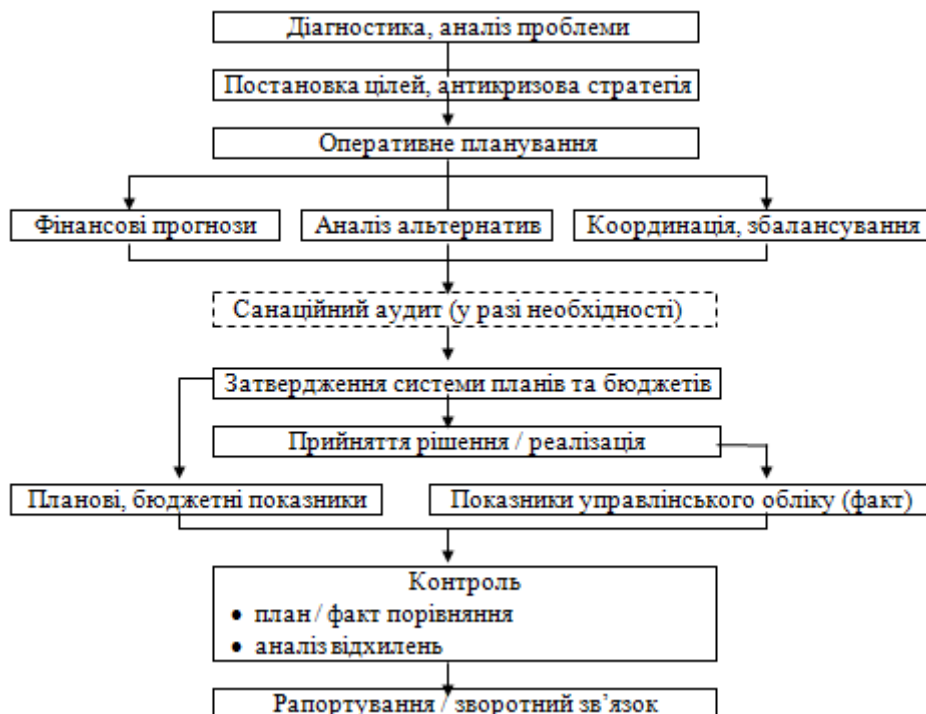 Діагностика, аналіз проблеми
Постановка цілей, антикризова стратегія
Оперативне планування
Фінансові прогнози
Аналіз альтернатив
Координація, збалансування
Санаційний аудит (у разі необхідності)
Затвердження системи планів та бюджетів
Прийняття рішення / реалізація
Планові, бюджетні показники
Показники управлінського обліку (факт)
Контроль
• план / факт порівняння
• аналіз відхилень
Рапортування / зворотний зв’язок